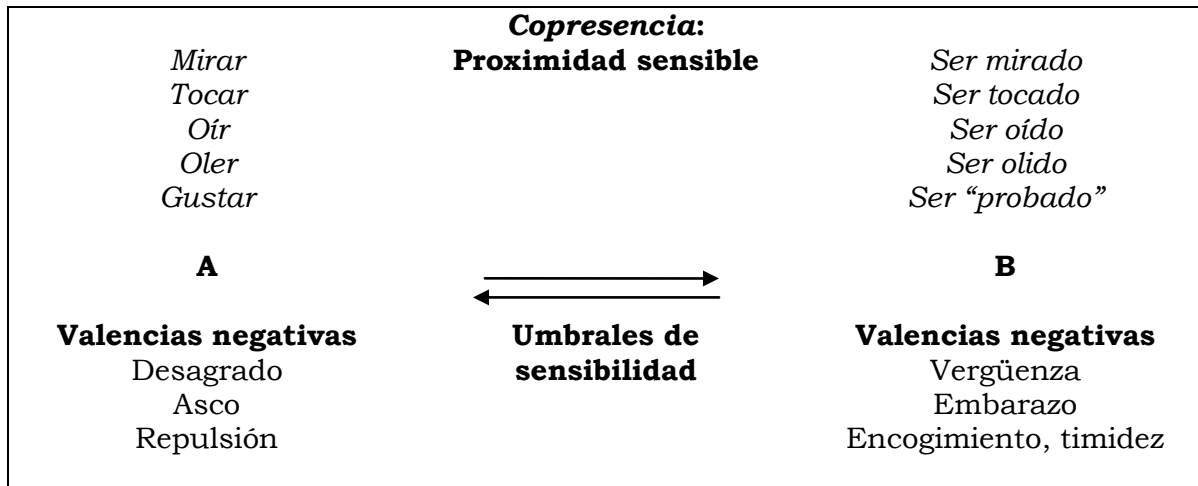 Copresencia:
Mirar Proximidad sensible Ser mirado
Tocar Ser tocado
Oír Ser oído
Oler Ser olido
Gustar Ser “probado”
A B
Valencias negativas Umbrales de Valencias negativas
Desagrado sensibilidad Vergüenza
Asco Embarazo
Repulsión Encogimiento, timidez